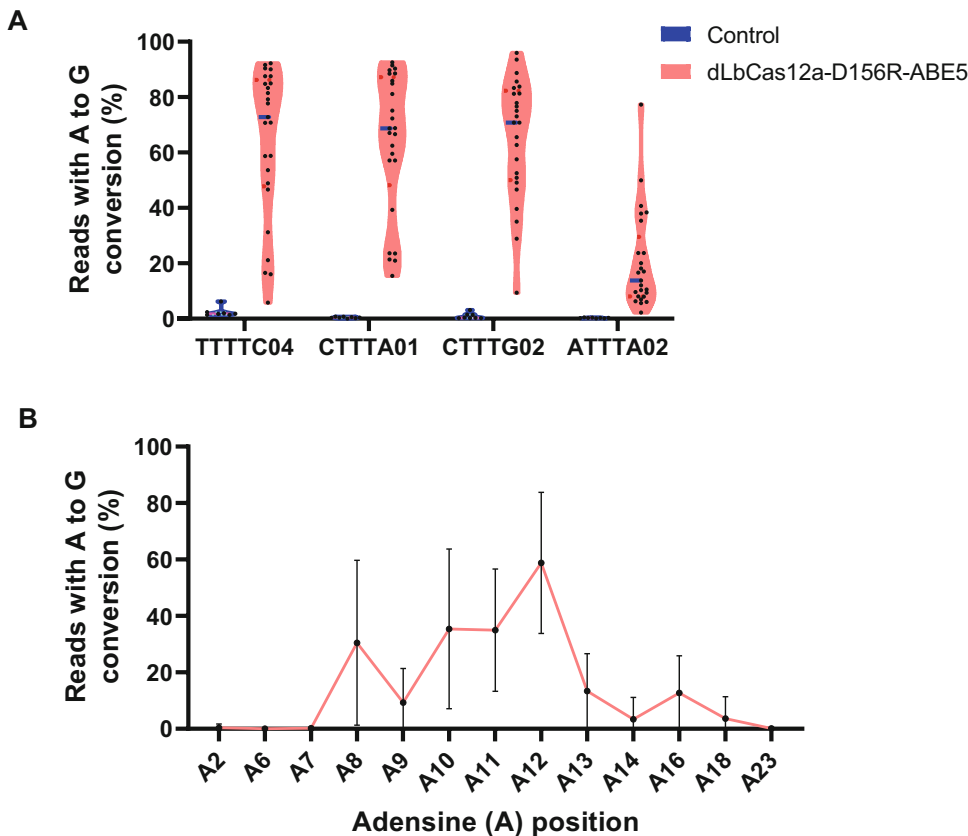 A
Reads with A to G
conversion (%)
100
80
60
40
20
0
TTTTC04 CTTTA01 CTTTG02 ATTTA02
Control
dLbCas12a-D156R-ABE5
B
Reads with A to G
conversion (%)
100
80
60
40
20
0
A2 A6 A7 A8 A9 A10 A11 A12 A13 A14 A16 A18 A23
Adensine (A) position